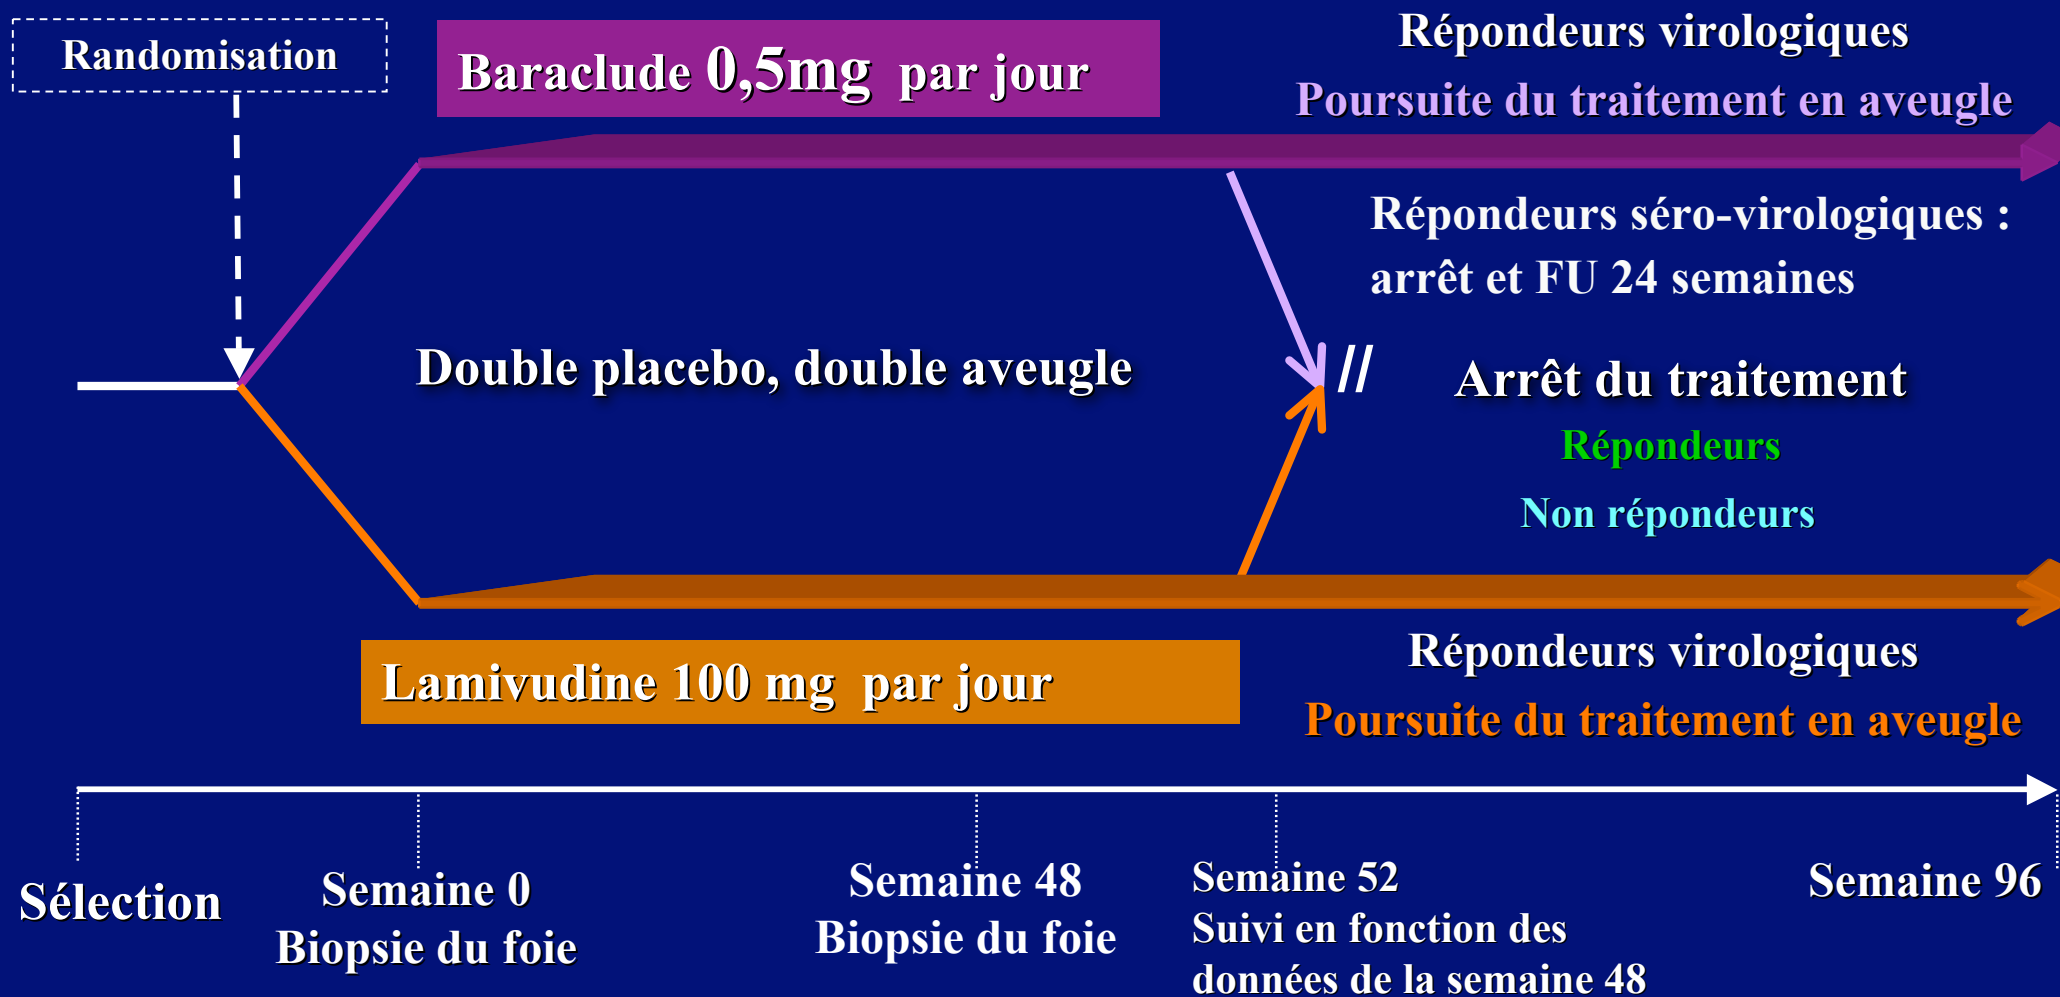 Randomisation
Baraclude 0,5mg par jour
Répondeurs virologiques
Poursuite du traitement en aveugle
Répondeurs séro-virologiques :
arrêt et FU 24 semaines
Double placebo, double aveugle
// Arrêt du traitement
Répondeurs
Non répondeurs
Lamivudine 100 mg par jour
Répondeurs virologiques
Poursuite du traitement en aveugle
Sélection
Semaine 0
Biopsie du foie
Semaine 48
Biopsie du foie
Semaine 52
Suivi en fonction des
données de la semaine 48
Semaine 96